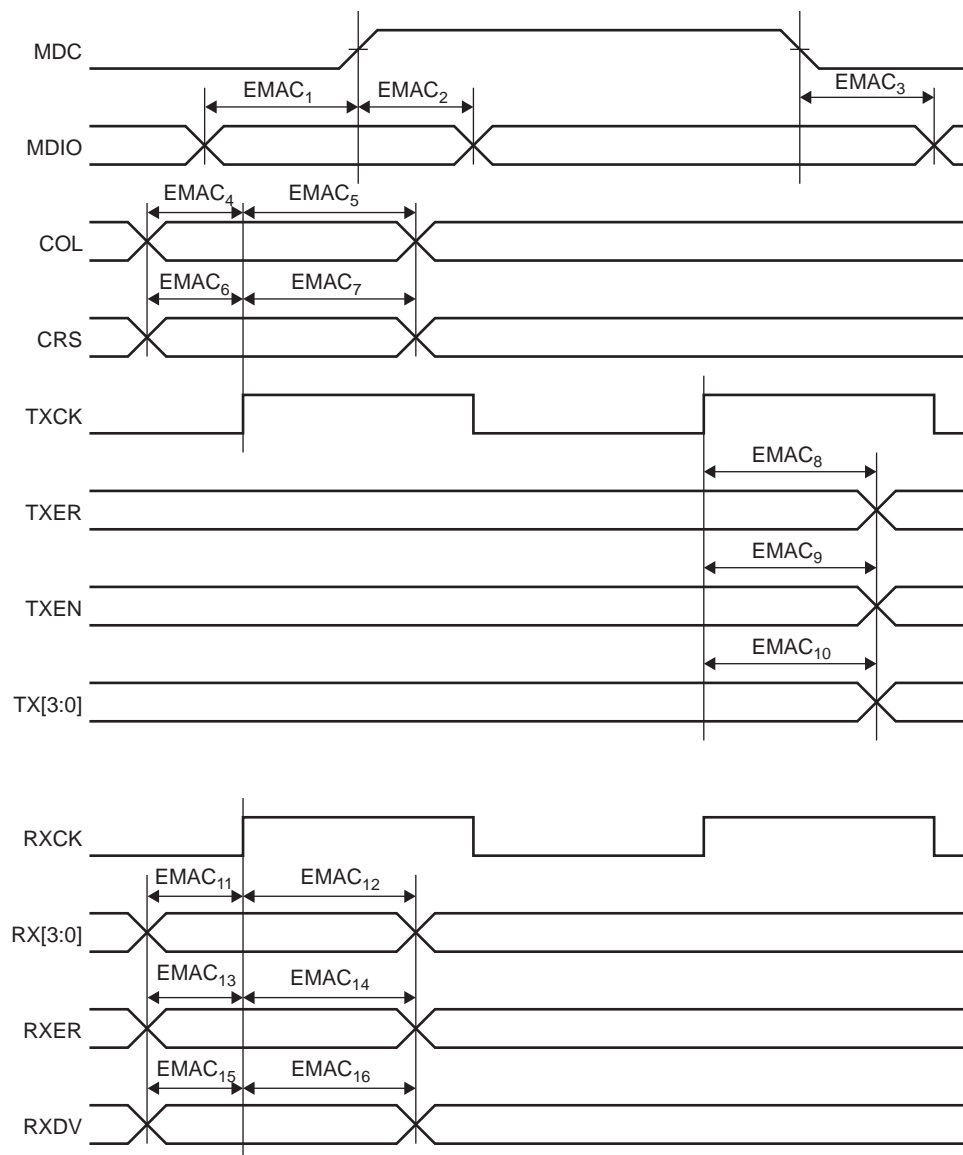 MDC
EMAC1 EMAC2 EMAC3
MDIO
EMAC4 EMAC5
COL
EMAC6 EMAC7
CRS
TXCK
EMAC8
TXER
EMAC9
TXEN
EMAC10
TX[3:0]
RXCK
EMAC11 EMAC12
RX[3:0]
EMAC13 EMAC14
RXER
EMAC15 EMAC16
RXDV